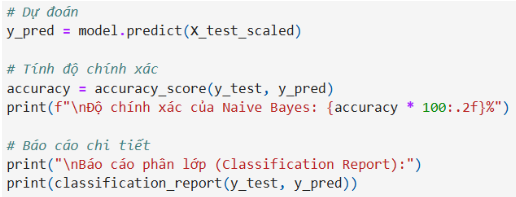 # Dự đoán
y_pred = model.predict(X_test_scaled)
# Tính độ chính xác
accuracy = accuracy_score(y_test, y_pred)
print(f"\nĐộ chính xác của Naive Bayes: {accuracy * 100:.2f}%")
# Báo cáo chi tiết
print("\nBáo cáo phân lớp (Classification Report):")
print(classification_report(y_test, y_pred))